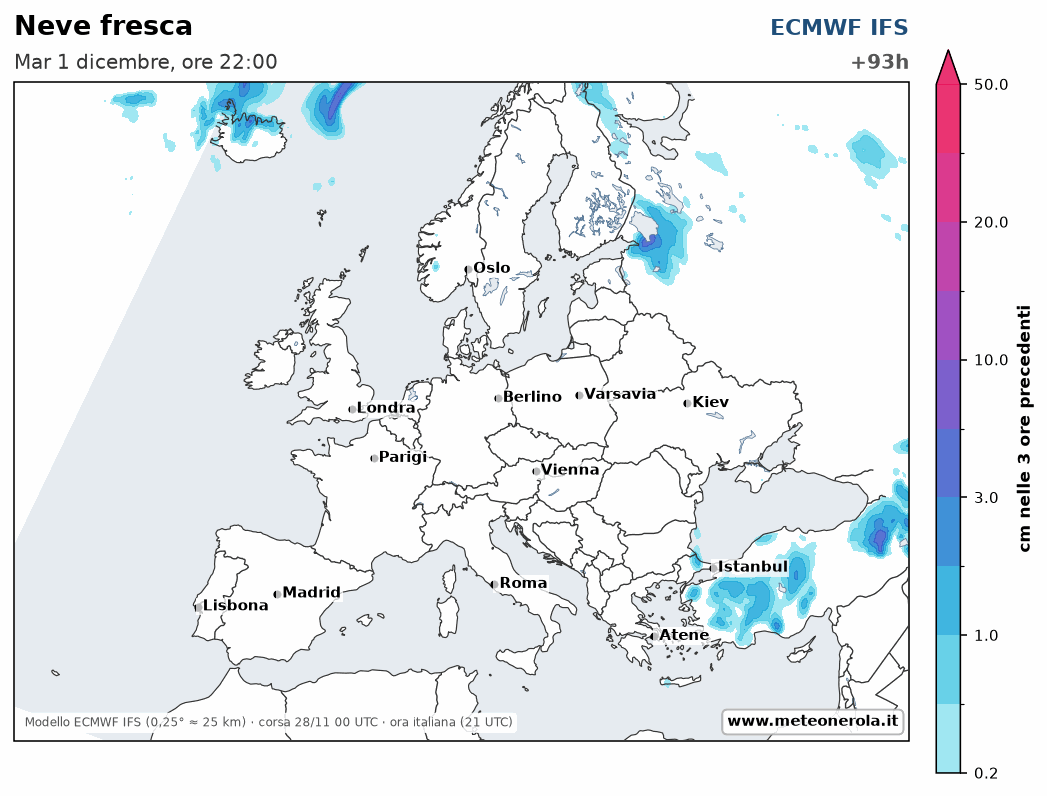 Neve fresca
ECMWF IFS
Mar 1 dicembre, ore 22:00
+93h
50.0
20.0
10.0
3.0
1.0
0.2
cm nelle 3 ore precedenti
Oslo
Berlino
Varsavia
Kiev
Londra
Parigi
Vienna
Istanbul
Roma
Madrid
Lisbona
Atene
Modello ECMWF IFS (0,25° ≈ 25 km) · corsa 28/11 00 UTC · ora italiana (21 UTC)
www.meteonerola.it